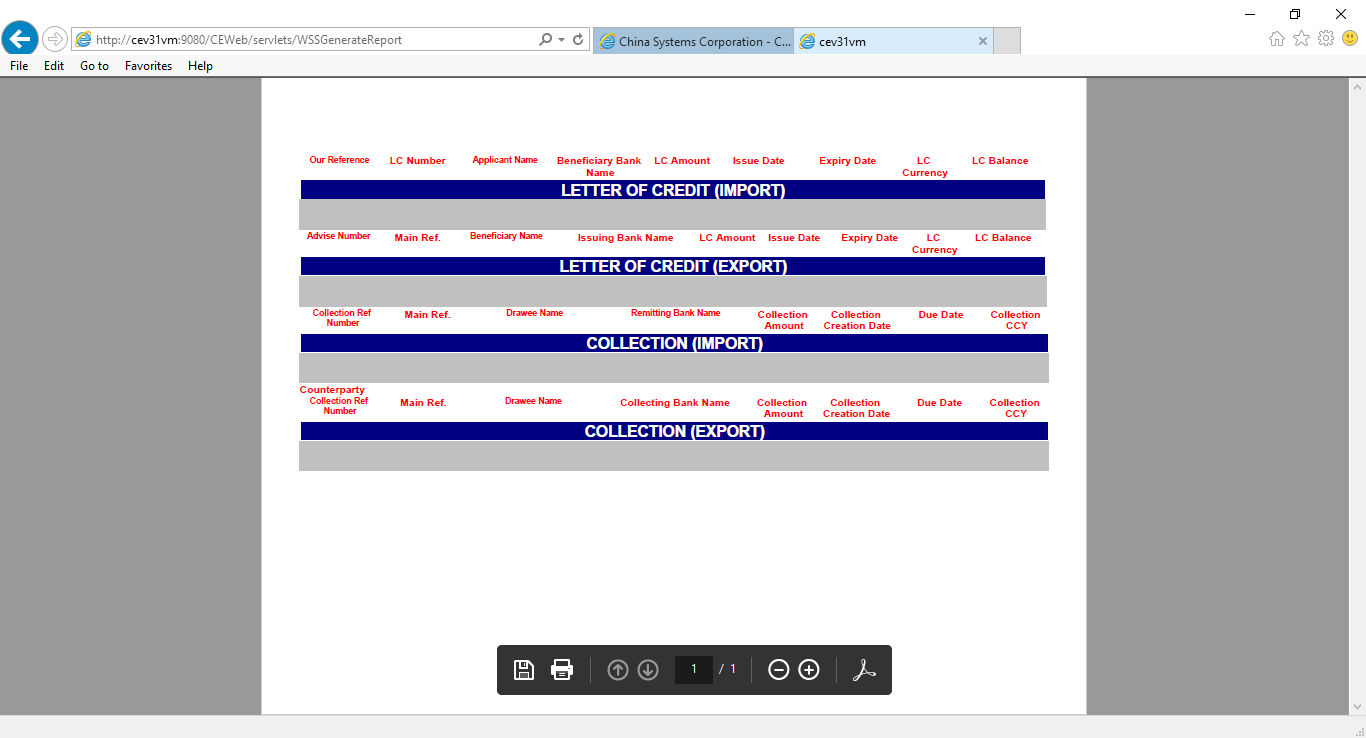 http://cev31vm:9080/CEWeb/servlets/WSSGenerateReport
China Systems Corporation - C...
cev31vm
File Edit Go to Favorites Help
Our Reference LC Number Applicant Name Beneficiary Bank LC Amount Issue Date Expiry Date LC LC Balance
Name Currency
LETTER OF CREDIT (IMPORT)
Advise Number Main Ref. Beneficiary Name Issuing Bank Name LC Amount Issue Date Expiry Date LC LC Balance
Currency
LETTER OF CREDIT (EXPORT)
Collection Ref Main Ref. Drawee Name Remitting Bank Name Collection Collection Due Date Collection
Number Amount Creation Date CCY
COLLECTION (IMPORT)
Counterparty
Collection Ref Main Ref. Drawee Name Collecting Bank Name Collection Collection Due Date Collection
Number Amount Creation Date CCY
COLLECTION (EXPORT)
1 / 1